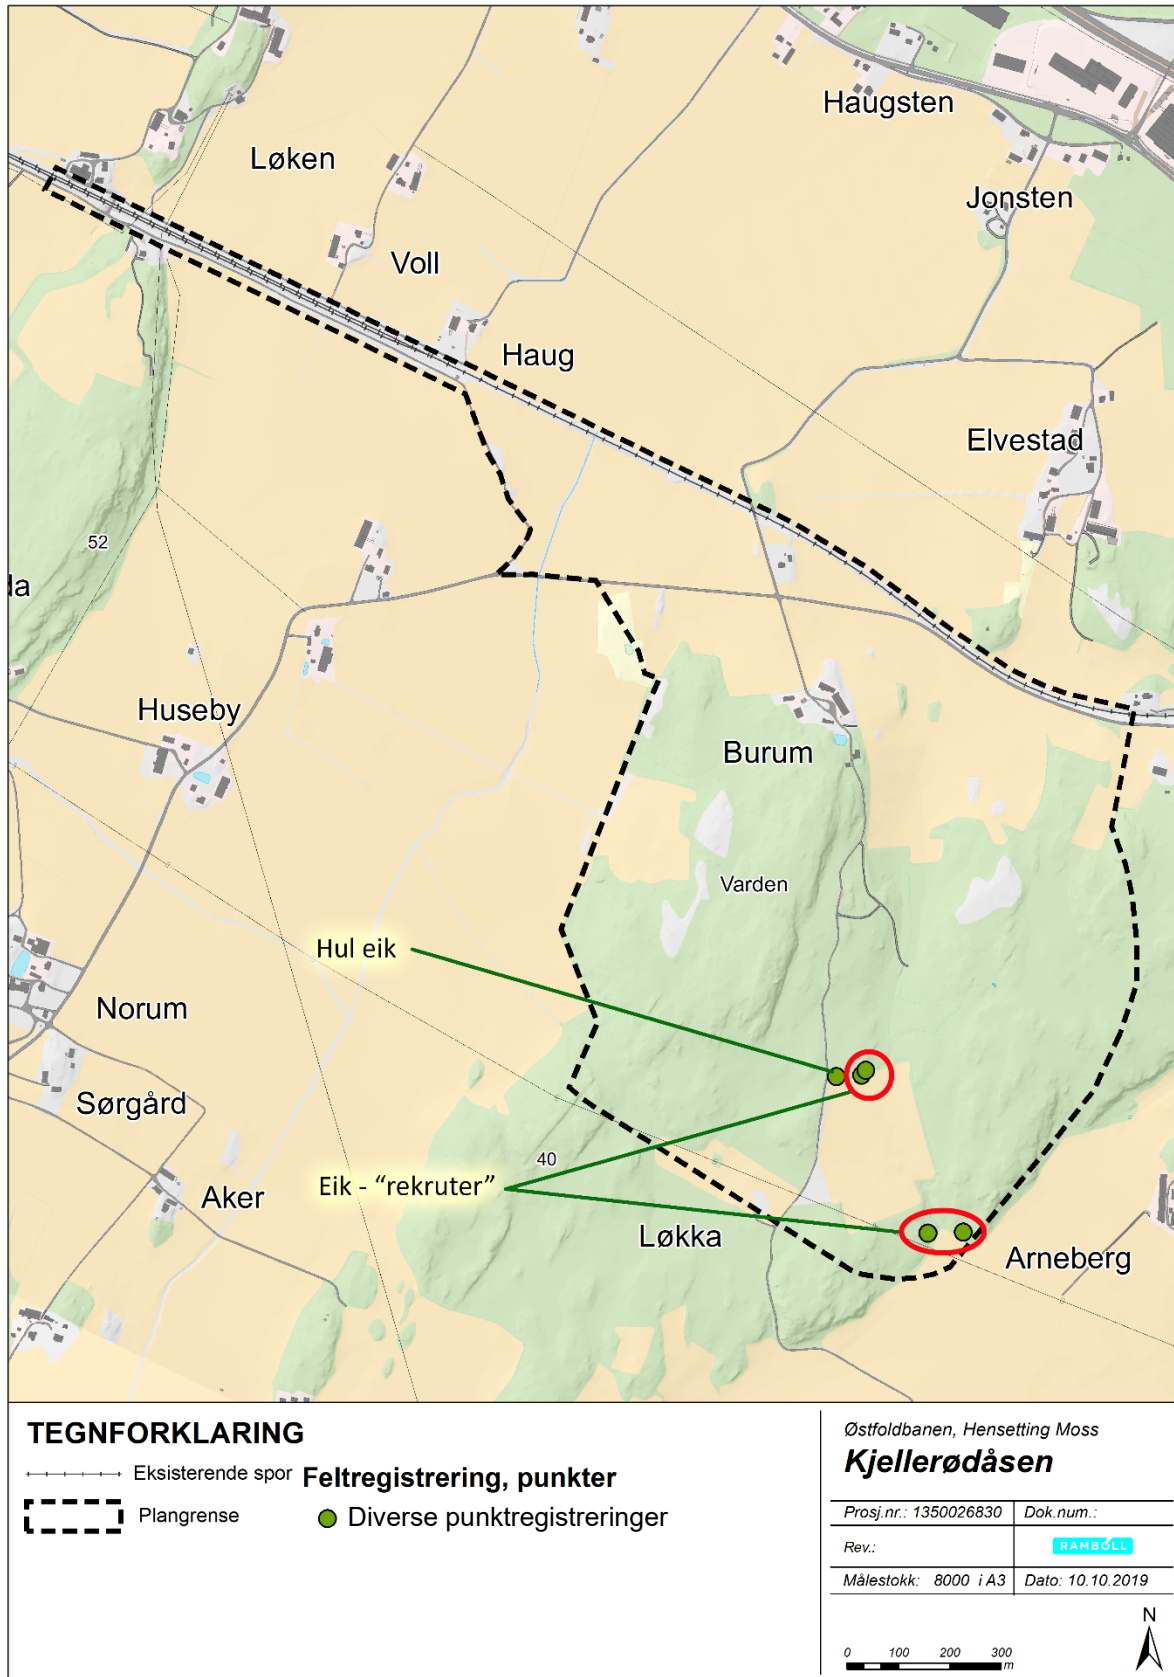 Haugsten
Løken
Jonsten
Voll
Haug
Elvestad
52
da
Huseby
Burum
Varden
Hul eik
Norum
Sørgård
40
Eik - “rekruter”
Aker
Løkka
Arneberg
TEGNFORKLARING
Eksisterende spor
Plangrense
Feltregistrering, punkter
Diverse punktregistreringer
Østfoldbanen, Hensetting Moss
Kjellerødåsen
Prosj.nr.: 1350026830 Dok.num.:
Rev.: RAMBOLL
Målestokk: 8000 i A3 Dato: 10.10.2019
N
0 100 200 300
m